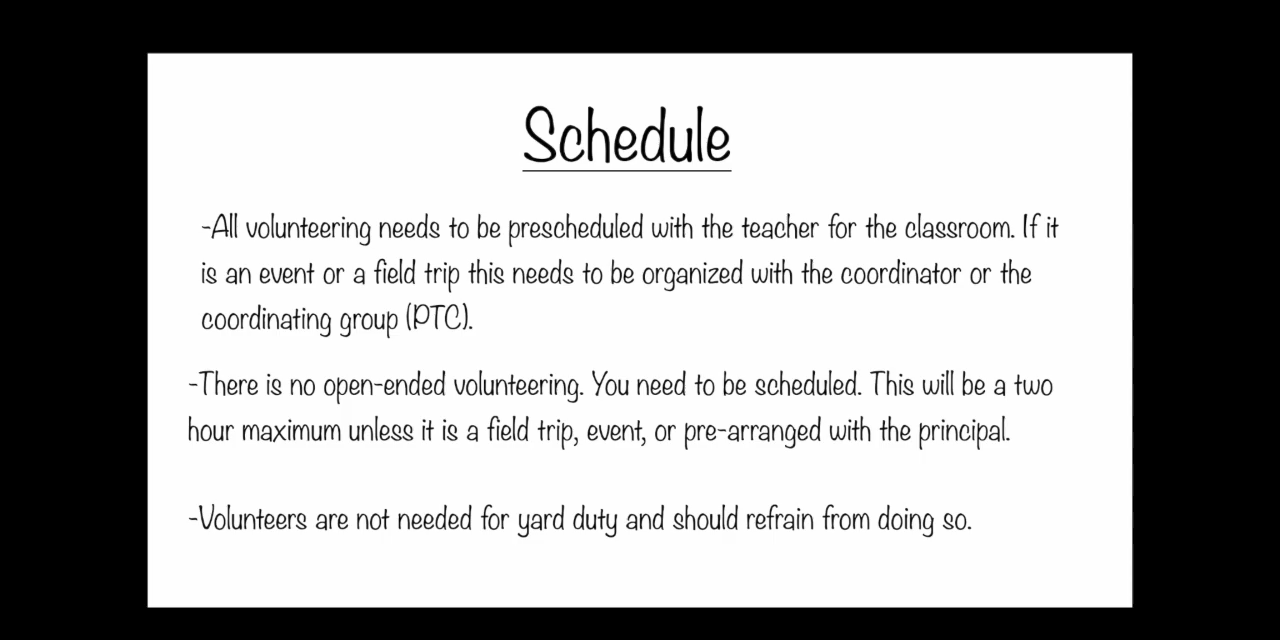 Schedule
-All volunteering needs to be prescheduled with the teacher for the classroom. If it
is an event or a field trip this needs to be organized with the coordinator or the
coordinating group (PTC).
-There is no open-ended volunteering. You need to be scheduled. This will be a two
hour maximum unless it is a field trip, event, or pre-arranged with the principal.
-Volunteers are not needed for yard duty and should refrain from doing so.